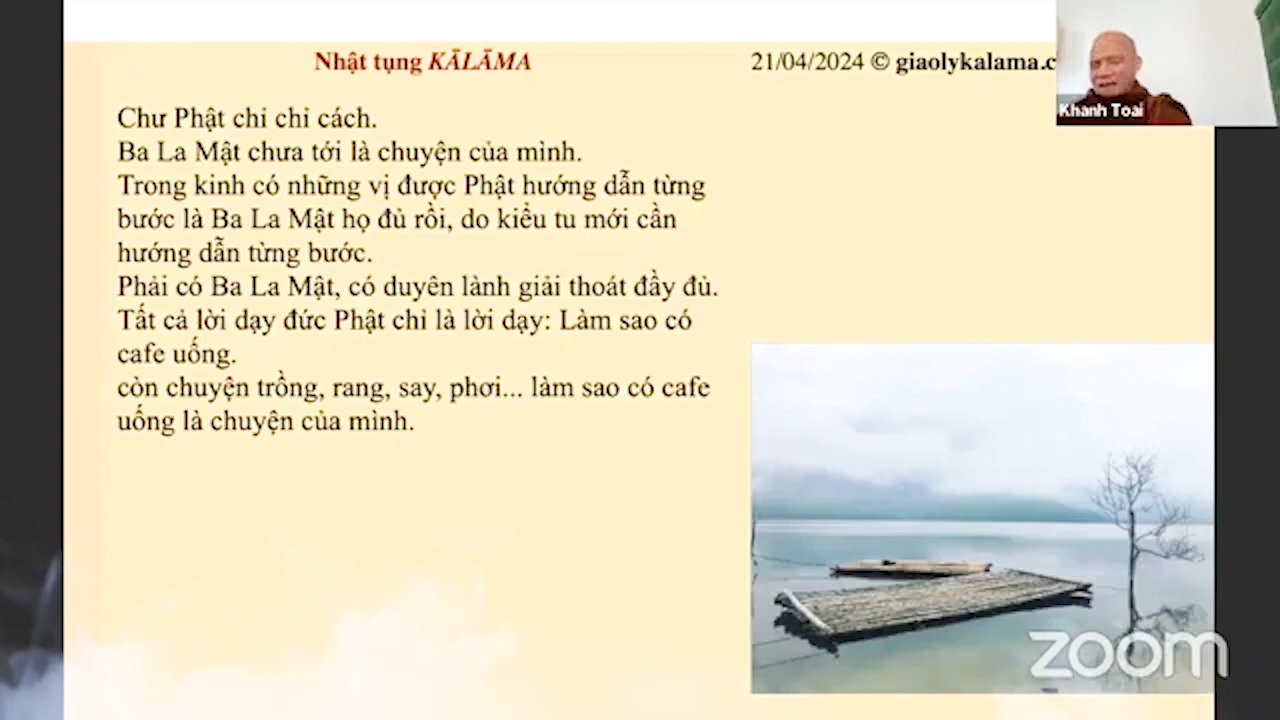 Nhật tụng KĀLĀMA
21/04/2024 © giaolykalama.c
Khanh Toai
Chư Phật chỉ chỉ cách.
Ba La Mật chưa tới là chuyện của mình.
Trong kinh có những vị được Phật hướng dẫn từng
bước là Ba La Mật họ đủ rồi, do kiểu tu mới cần
hướng dẫn từng bước.
Phải có Ba La Mật, có duyên lành giải thoát đầy đủ.
Tất cả lời dạy đức Phật chỉ là lời dạy: Làm sao có
cafe uống.
còn chuyện trồng, rang, say, phơi... làm sao có cafe
uống là chuyện của mình.
zoom